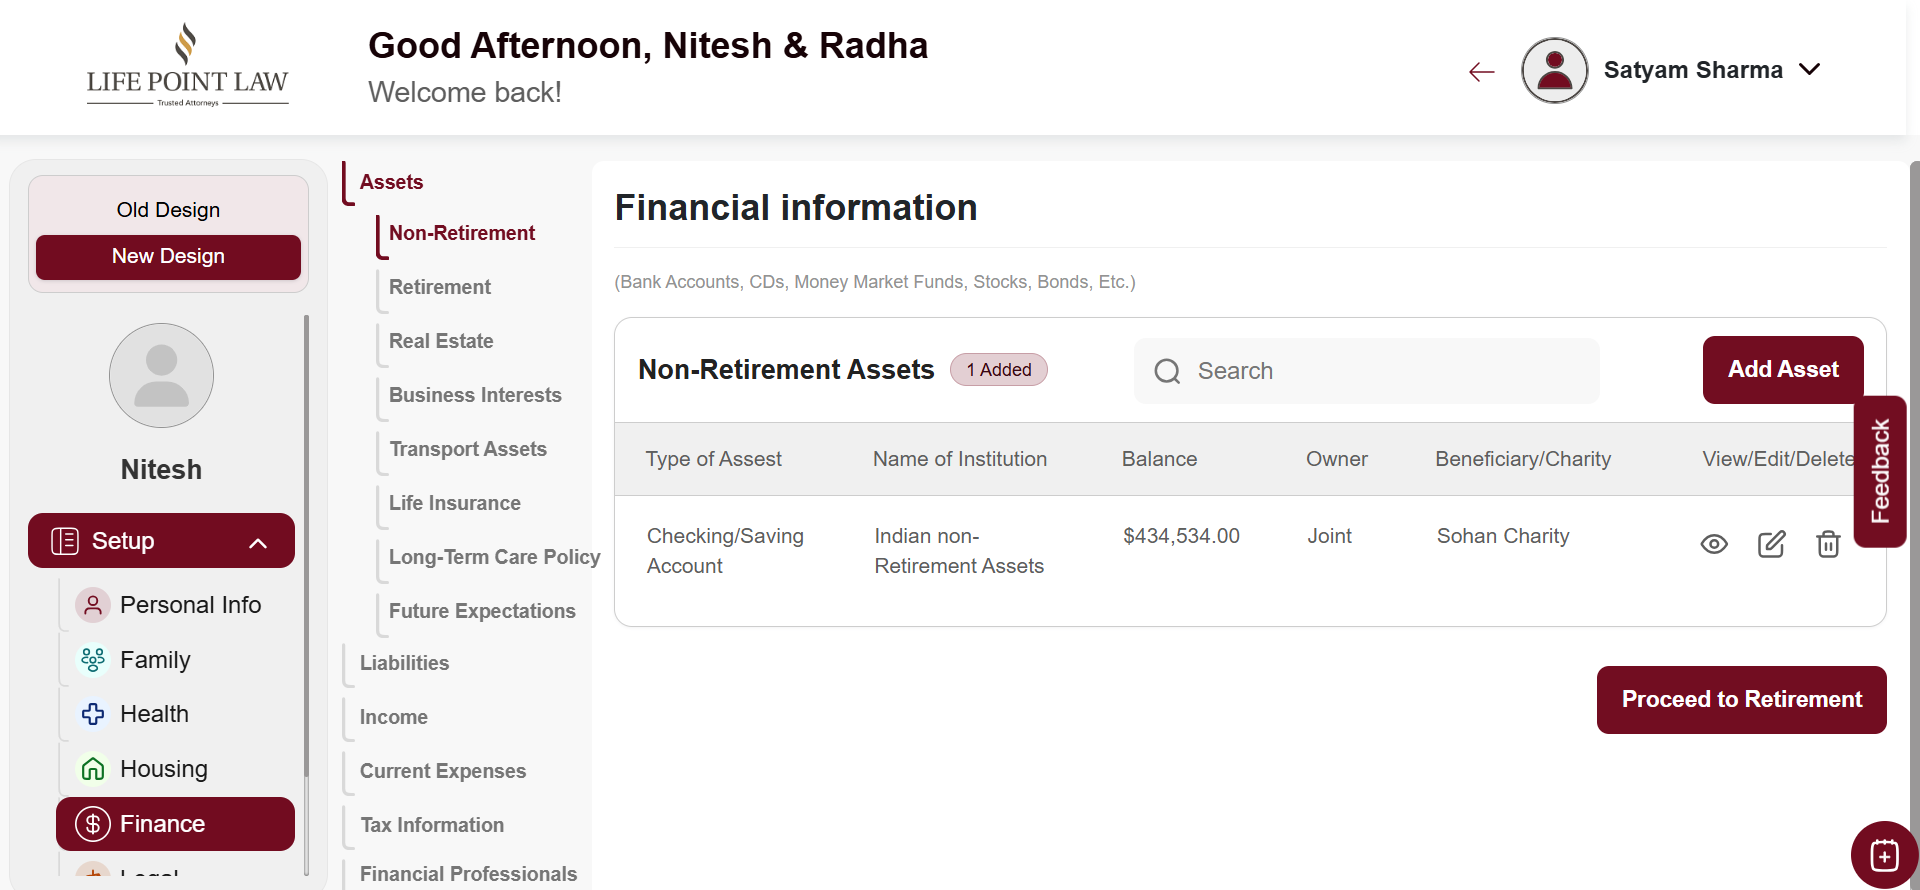 LIFE POINT LAW
Trusted Attorneys
Good Afternoon, Nitesh & Radha
Welcome back!
Satyam Sharma
Old Design
New Design
Nitesh
Setup
Personal Info
Family
Health
Housing
Finance
Legal
Assets
Non-Retirement
Retirement
Real Estate
Business Interests
Transport Assets
Life Insurance
Long-Term Care Policy
Future Expectations
Liabilities
Income
Current Expenses
Tax Information
Financial Professionals
Financial information
(Bank Accounts, CDs, Money Market Funds, Stocks, Bonds, Etc.)
Non-Retirement Assets 1 Added
Search
Add Asset
Type of Assest Name of Institution Balance Owner Beneficiary/Charity View/Edit/Delete
Checking/Saving Indian non- $434,534.00 Joint Sohan Charity
Account Retirement Assets
Proceed to Retirement
Feedback